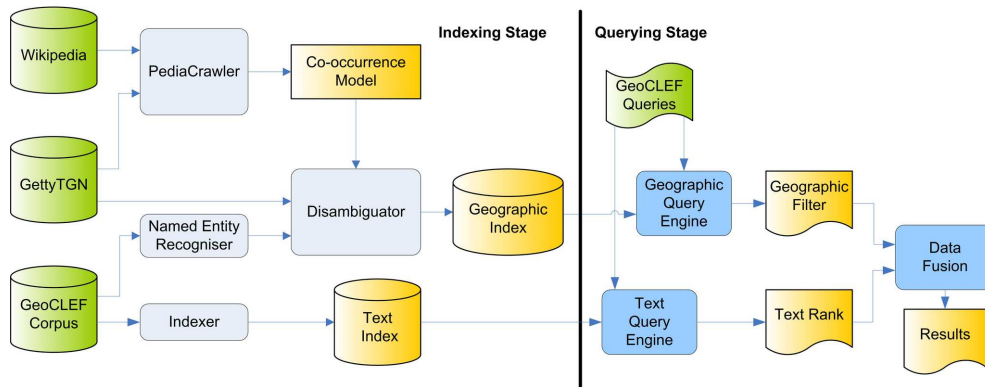 Indexing Stage
Querying Stage
Wikipedia
PediaCrawler
Co-occurrence
Model
GeoCLEF
Queries
GettyTGN
Disambiguator
Named Entity
Recogniser
Geographic
Index
Geographic
Query
Engine
Geographic
Filter
Data
Fusion
GeoCLEF
Corpus
Indexer
Text
Index
Text
Query
Engine
Text Rank
Results